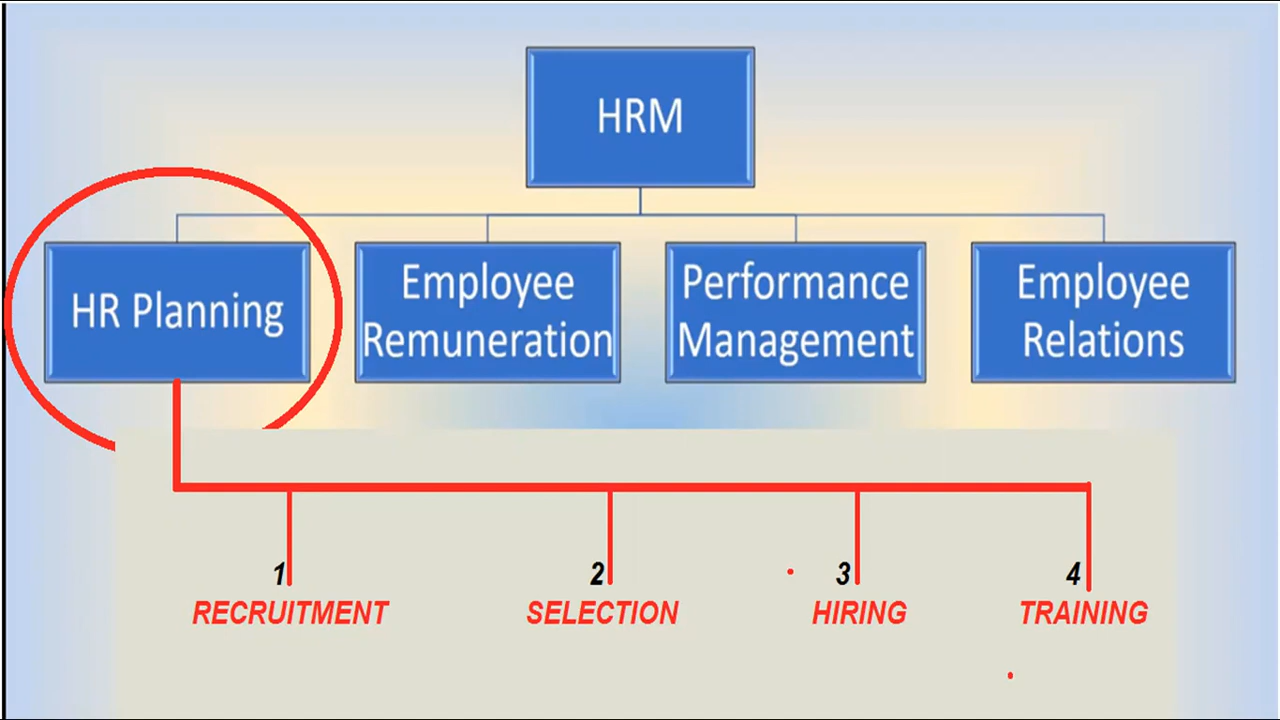 HRM
HR Planning
Employee
Remuneration
Performance
Management
Employee
Relations
1
RECRUITMENT
2
SELECTION
3
HIRING
4
TRAINING